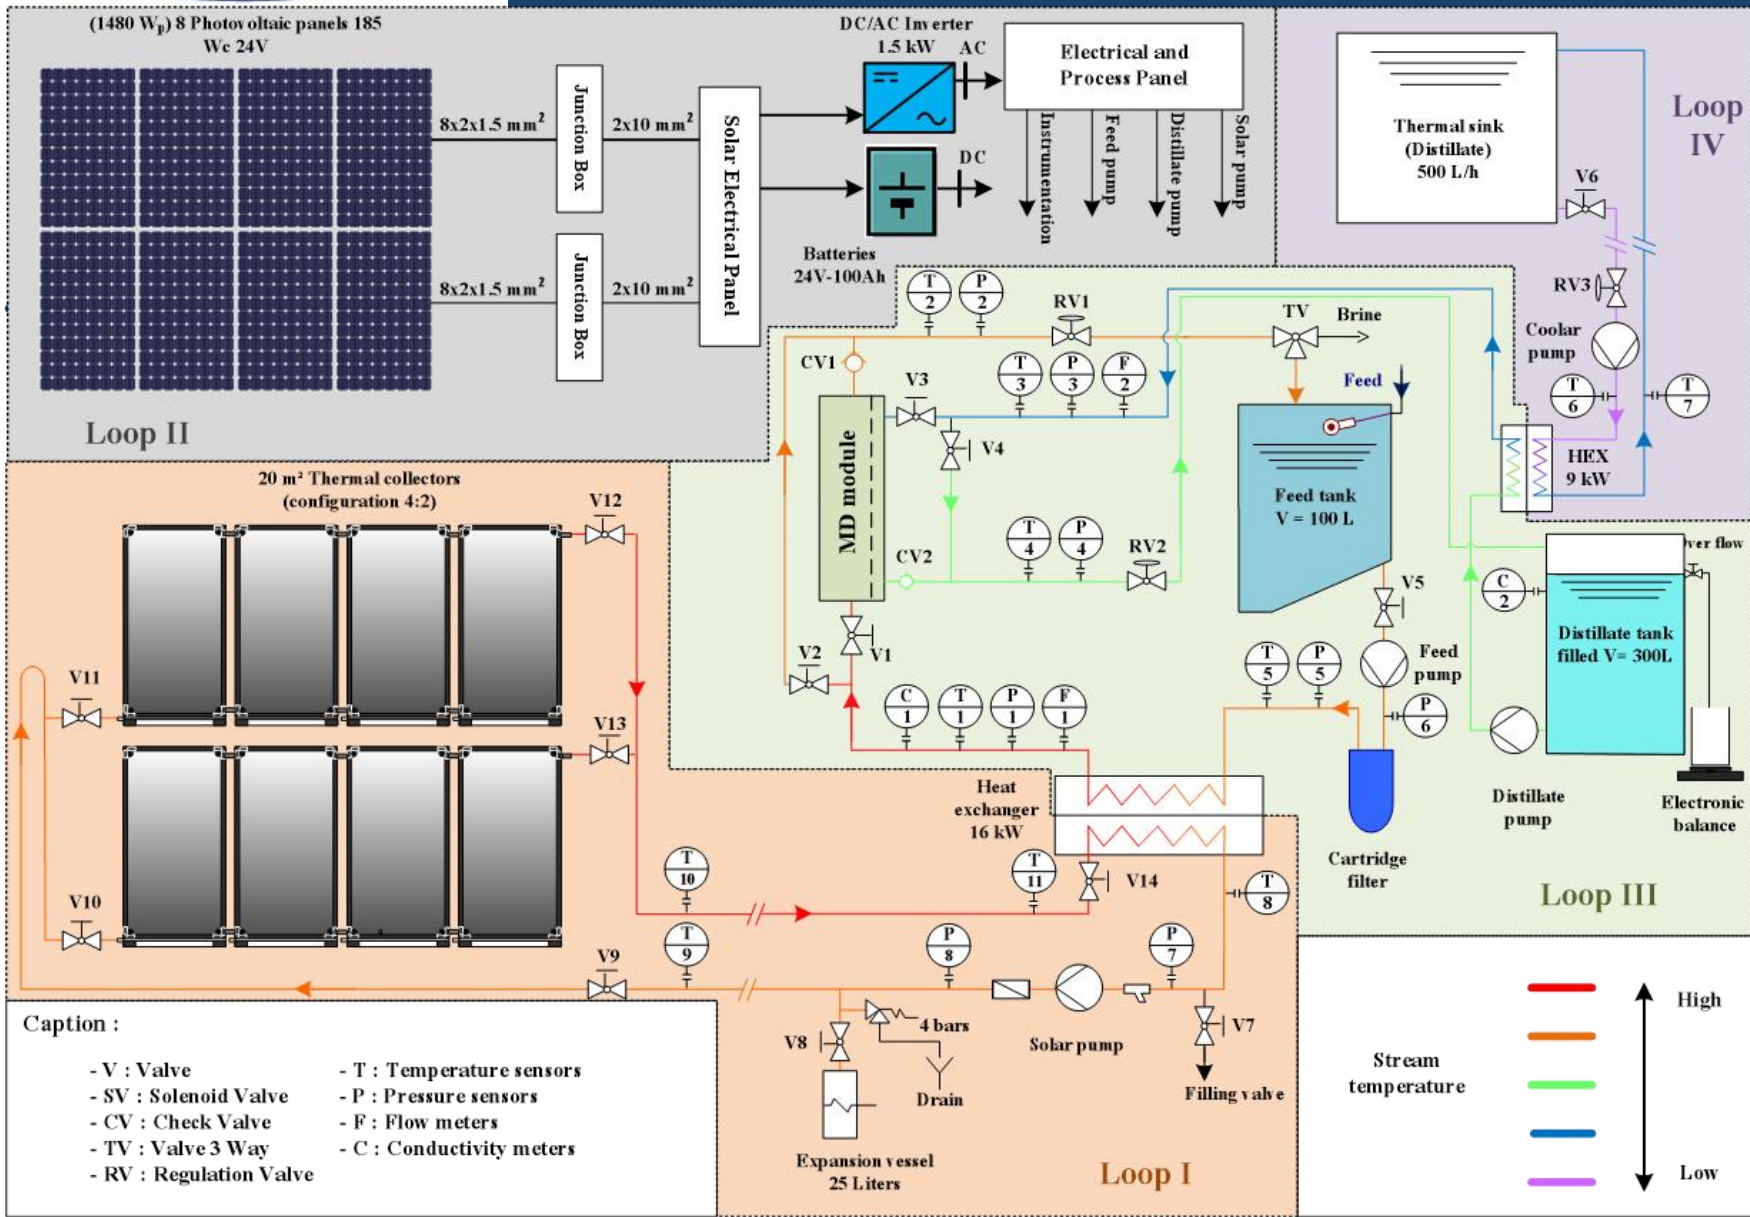 (1480 Wp) 8 Photovoltaic panels 185
Wc 24V
8x2x1.5 mm²
8x2x1.5 mm²
Junction Box
Junction Box
2x10 mm²
2x10 mm²
Solar Electrical Panel
DC/AC Inverter
1.5 kW
AC
DC
Batteries
24V-100Ah
Electrical and
Process Panel
Instrumentation
Feed pump
Distillate pump
Solar pump
Loop II
Thermal sink
(Distillate)
500 L/h
Loop
IV
V6
RV3
Coolar
pump
T
6
T
7
HEX
9 kW
T
2
P
2
RV1
TV
Brine
CV1
V3
T
3
P
3
F
2
Feed
V4
MD module
Feed tank
V = 100 L
T
4
P
4
RV2
CV2
V5
C
2
Over flow
Distillate tank
filled V= 300L
V1
V2
C
1
T
1
P
1
F
1
T
5
P
5
Feed
pump
P
6
Distillate
pump
Electronic
balance
Cartridge
filter
Loop III
20 m² Thermal collectors
(configuration 4:2)
V12
V11
V13
V10
Heat
exchanger
16 kW
T
10
T
11
V14
T
8
T
9
V9
P
8
P
7
4 bars
V8
Solar pump
V7
Drain
Filling valve
Expansion vessel
25 Liters
Loop I
Caption :
- V : Valve
- SV : Solenoid Valve
- CV : Check Valve
- TV : Valve 3 Way
- RV : Regulation Valve
- T : Temperature sensors
- P : Pressure sensors
- F : Flow meters
- C : Conductivity meters
Stream
temperature
High
Low